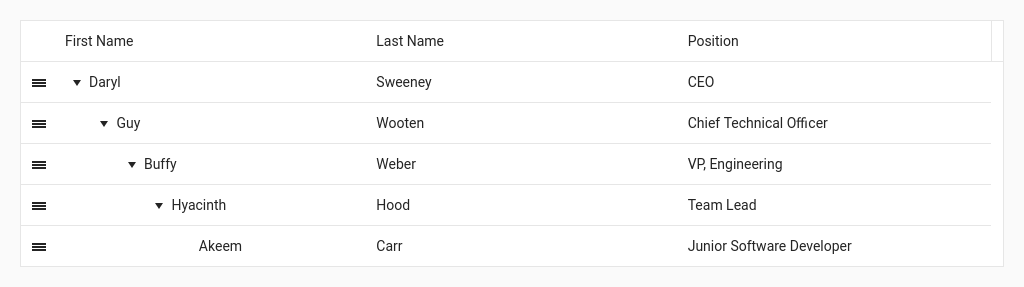 First Name Last Name Position
Daryl Sweeney CEO
Guy Wooten Chief Technical Officer
Buffy Weber VP, Engineering
Hyacinth Hood Team Lead
Akeem Carr Junior Software Developer